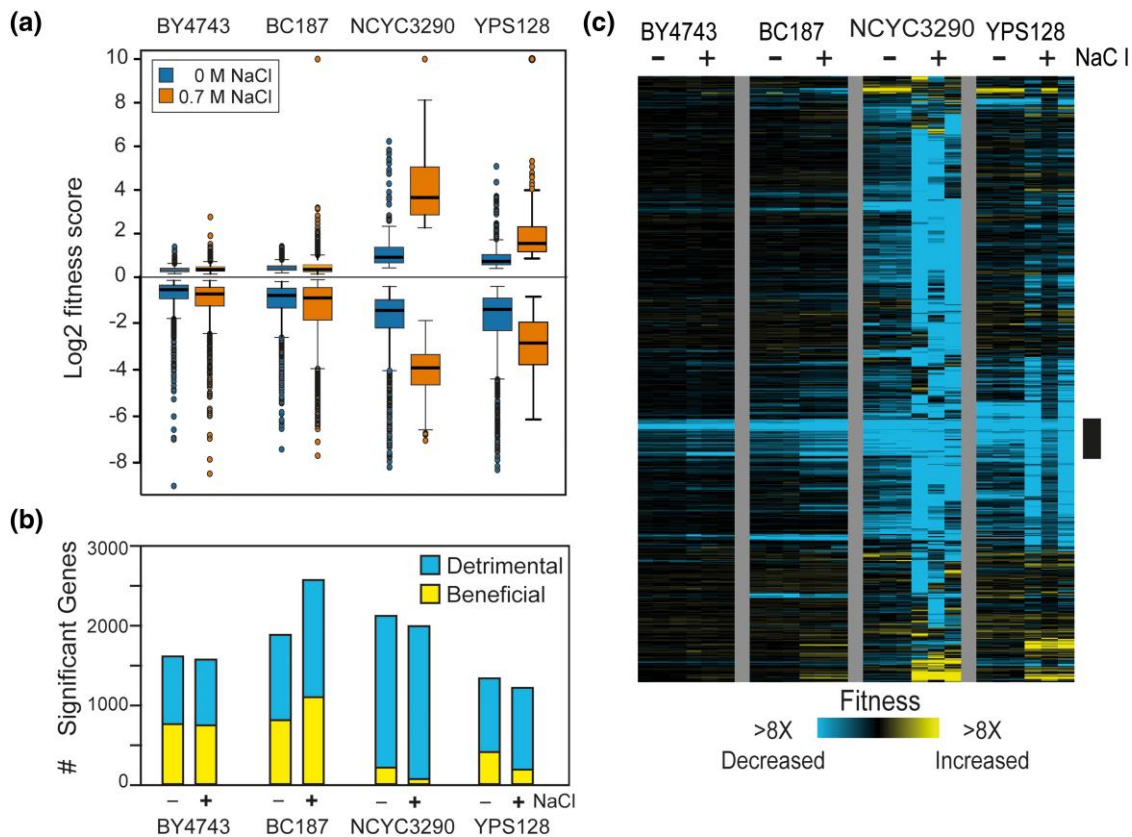 (a)
BY4743 BC187 NCYC3290 YPS128
0 M NaCl
0.7 M NaCl
10
8
6
4
2
0
-2
-4
-6
-8
Log2 fitness score
(b)
3000
2000
1000
0
# Significant Genes
Detrimental
Beneficial
– + – + – + – + NaCl
BY4743 BC187 NCYC3290 YPS128
(c)
BY4743 BC187 NCYC3290 YPS128
– + – + – + – + NaCl
Fitness
>8X >8X
Decreased Increased